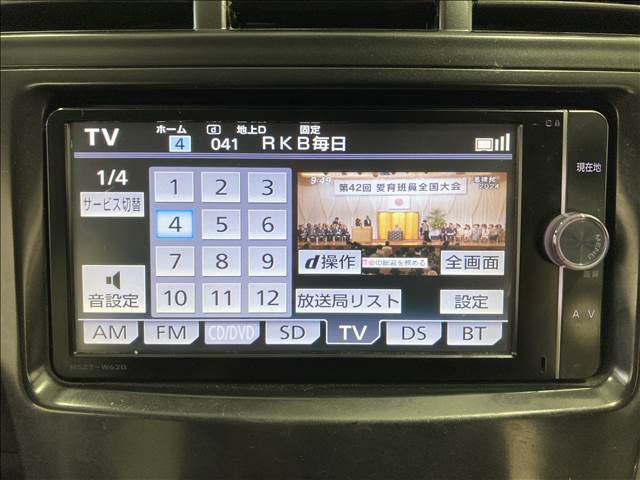 TV ホーム 4 d 地上D 041 固定 RKB毎日
1/4
サービス切替
1 2 3
4 5 6
7 8 9
10 11 12
音設定
9:49
第42回 愛育班員全国大会
2024
d操作
全画面
放送局リスト
設定
AM FM CD/DVD SD TV DS BT
NSZT-W62G
現在地
MENU
AV